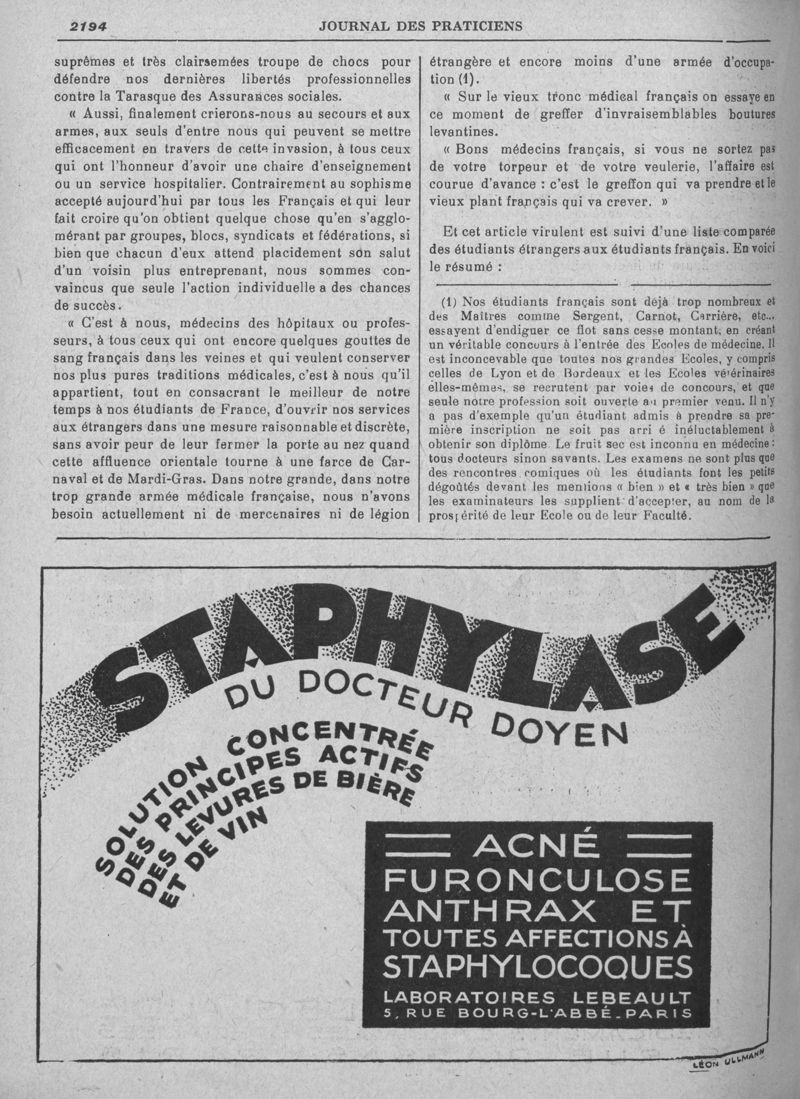 2194
JOURNAL DES PRATICIENS
suprêmes et très clairsemées troupe de chocs pour
défendre nos dernières libertés professionnelles
contre la Tarasque des Assurances sociales.
« Aussi, finalement crierons-nous au secours et aux
armes, aux seuls d'entre nous qui peuvent se mettre
efficacement en travers de cette invasion, à tous ceux
qui ont l'honneur d'avoir une chaire d'enseignement
ou un service hospitalier. Contrairement au sophisme
accepté aujourd'hui par tous les Français et qui leur
fait croire qu'on obtient quelque chose qu'en s'agglo-
mérant par groupes, blocs, syndicats et fédérations, si
bien que chacun d'eux attend placidement son salut
d'un voisin plus entreprenant, nous sommes con-
vaincus que seule l'action individuelle a des chances
de succès.
« C'est à nous, médecins des hôpitaux ou profes-
seurs, à tous ceux qui ont encore quelques gouttes de
sang français dans les veines et qui veulent conserver
nos plus pures traditions médicales, c'est à nous qu'il
appartient, tout en consacrant le meilleur de notre
temps à nos étudiants de France, d'ouvrir nos services
aux étrangers dans une mesure raisonnable et discrète,
sans avoir peur de leur fermer la porte au nez quand
cette affluence orientale tourne à une farce de Car-
naval et de Mardi-Gras. Dans notre grande, dans notre
trop grande armée médicale française, nous n'avons
besoin actuellement ni de mercenaires ni de légion
étrangère et encore moins d'une armée d'occupa-
tion (1).
« Sur le vieux tronc médical français on essaye en
ce moment de greffer d'invraisemblables boutures
levantines.
« Bons médecins français, si vous ne sortez pas
de votre torpeur et de votre veulerie, l'affaire est
courue d'avance : c'est le greffon qui va prendre et le
vieux plant français qui va crever. »
Et cet article virulent est suivi d'une liste comparée
des étudiants étrangers aux étudiants français. En voici
le résumé :
(1) Nos étudiants français sont déjà trop nombreux et
des Maîtres comme Sergent, Carnot, Carrière, etc...
essayent d'endiguer ce flot sans cesse montant, en créant
un véritable concours à l'entrée des Ecoles de médecine. Il
est inconcevable que toutes nos grandes Ecoles, y compris
celles de Lyon et de Bordeaux et les Ecoles vétérinaires
elles-mêmes, se recrutent par voies de concours, et que
seule notre profession soit ouverte au premier venu. Il n'y
a pas d'exemple qu'un étudiant admis à prendre sa pre-
mière inscription ne soit pas arri é inéluctablement à
obtenir son diplôme. Le fruit sec est inconnu en médecine :
tous docteurs sinon savants. Les examens ne sont plus que
des rencontres comiques où les étudiants font les petits
dégoûtés devant les mentions « bien » et « très bien » que
les examinateurs les supplient d'accepter, au nom de la
prospérité de leur Ecole ou de leur Faculté.
STAPHYLASE
DU DOCTEUR DOYEN
SOLUTION CONCENTRÉE
DES PRINCIPES ACTIFS
DES LEVURES DE BIÈRE
ET DE VIN
ACNÉ
FURONCULOSE
ANTHRAX ET
TOUTES AFFECTIONS À
STAPHYLOCOQUES
LABORATOIRES LEBEAULT
5, RUE BOURG-L'ABBÉ_PARIS
LÉON ULLMANN